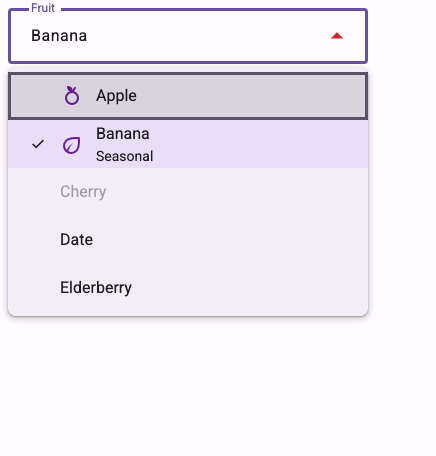 Fruit
Banana
Apple
Banana
Seasonal
Cherry
Date
Elderberry